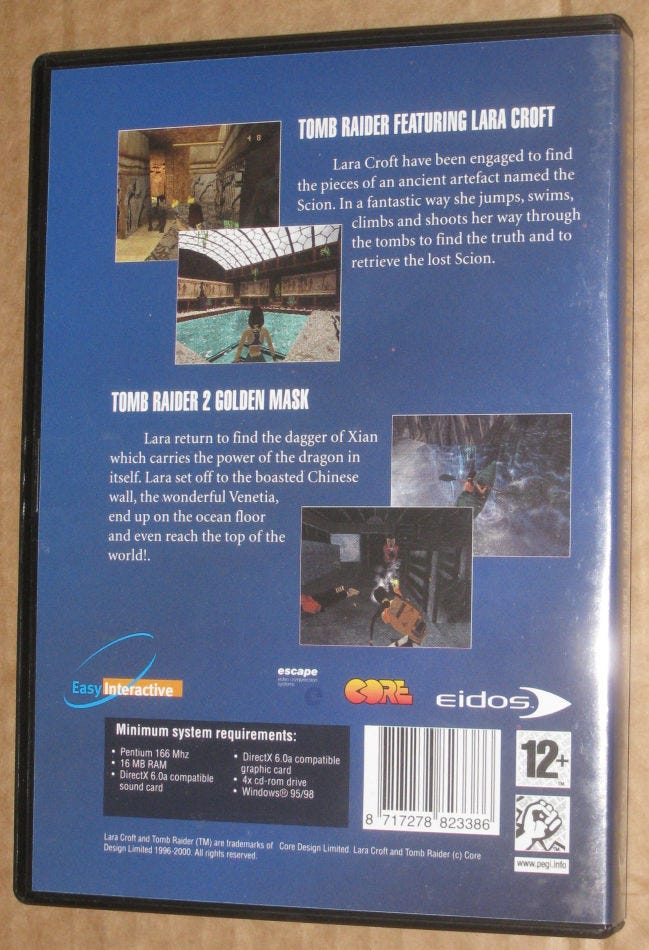 TOMB RAIDER FEATURING LARA CROFT
Lara Croft have been engaged to find
the pieces of an ancient artefact named the
Scion. In a fantastic way she jumps, swims,
climbs and shoots her way through
the tombs to find the truth and to
retrieve the lost Scion.
48
TOMB RAIDER 2 GOLDEN MASK
Lara return to find the dagger of Xian
which carries the power of the dragon in
itself. Lara set off to the boasted Chinese
wall, the wonderful Venetia,
end up on the ocean floor
and even reach the top of the
world!.
Easy Interactive
escape
video compression
systems
CORE
eidos
Minimum system requirements:
• Pentium 166 Mhz
• 16 MB RAM
• DirectX 6.0a compatible
sound card
• DirectX 6.0a compatible
graphic card
• 4x cd-rom drive
• Windows® 95/98
8 717278 823386
12+
TM
www.pegi.info
Lara Croft and Tomb Raider (TM) are trademarks of Core Design Limited. Lara Croft and Tomb Raider (c) Core
Design Limited 1996-2000. All rights reserved.